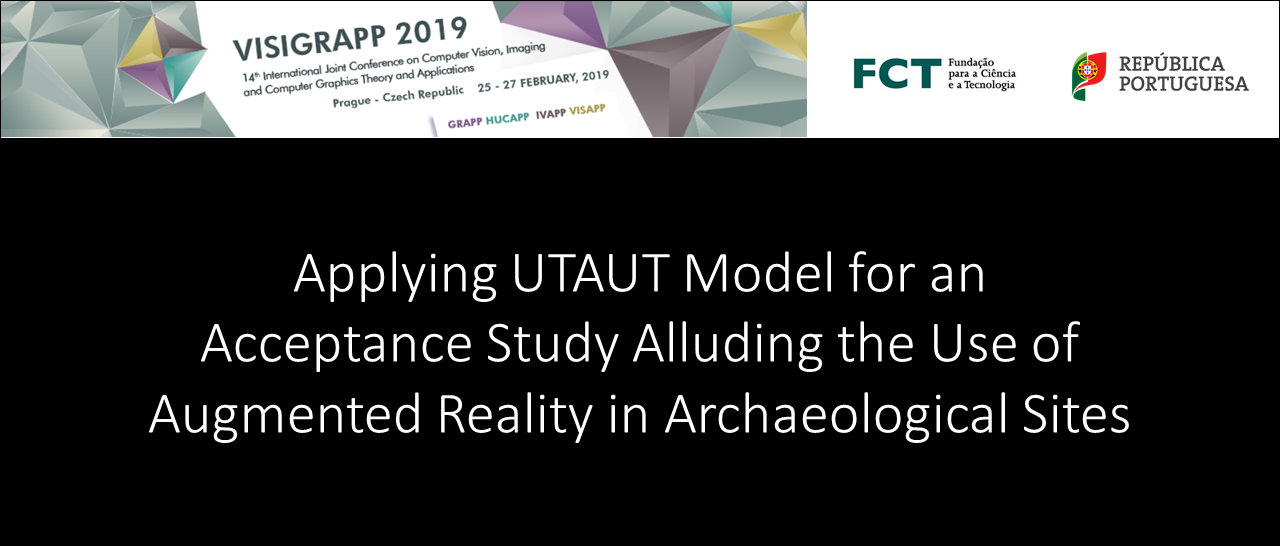 VISIGRAPP 2019
14th International Joint Conference on Computer Vision, Imaging
and Computer Graphics Theory and Applications
Prague - Czech Republic 25 - 27 FEBRUARY, 2019
GRAPP HUCAPP IVAPP VISAPP
FCT
Fundação
para a Ciência
e a Tecnologia
REPÚBLICA
PORTUGUESA
Applying UTAUT Model for an
Acceptance Study Alluding the Use of
Augmented Reality in Archaeological Sites